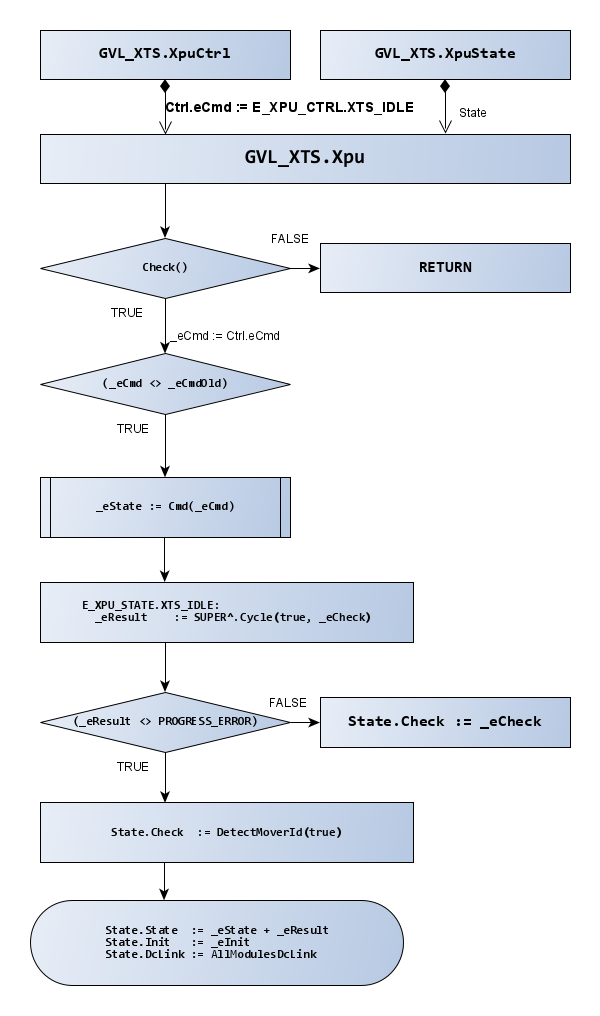 GVL_XTS.XpuCtrl
GVL_XTS.XpuState
Ctrl.eCmd := E_XPU_CTRL.XTS_IDLE
State
GVL_XTS.Xpu
FALSE
Check()
RETURN
TRUE
_eCmd := Ctrl.eCmd
(_eCmd <> _eCmdOld)
TRUE
_eState := Cmd(_eCmd)
E_XPU_STATE.XTS_IDLE:
_eResult := SUPER^.Cycle(true, _eCheck)
FALSE
(_eResult <> PROGRESS_ERROR)
State.Check := _eCheck
TRUE
State.Check := DetectMoverId(true)
State.State := _eState + _eResult
State.Init := _eInit
State.DcLink := AllModulesDcLink